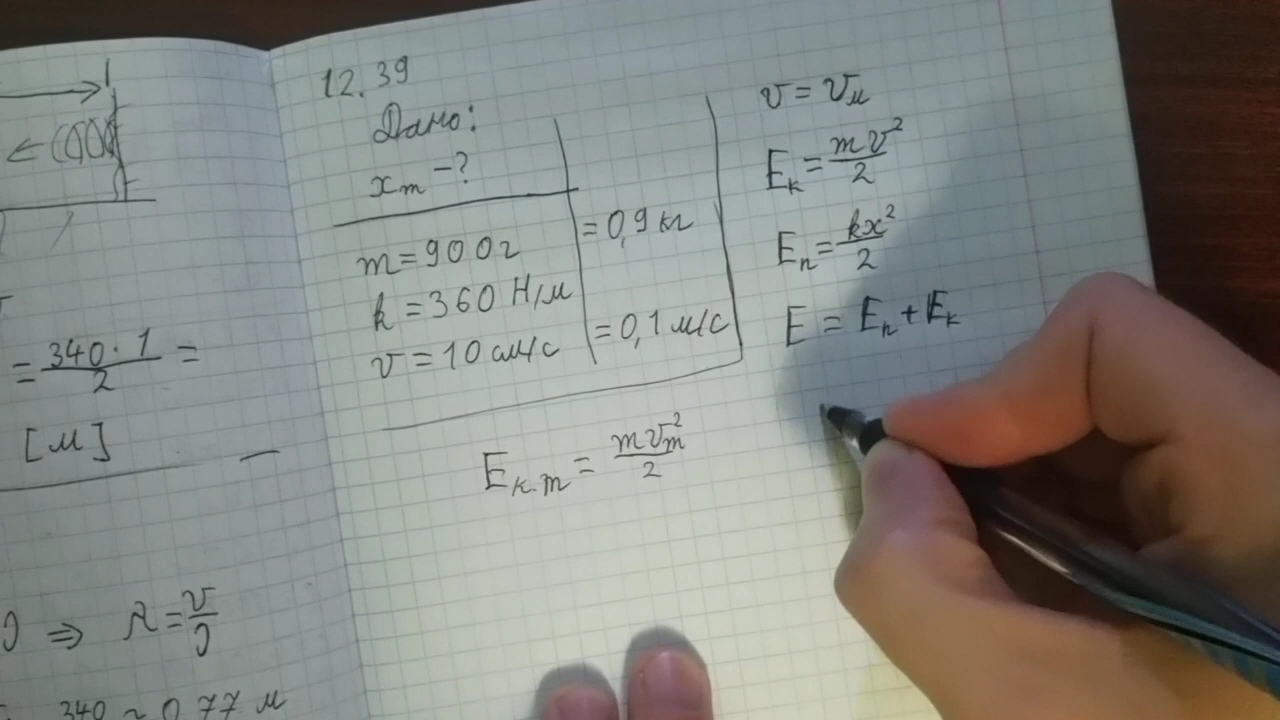 = 340 · 1 / 2 =
[м]
⇒ λ = v/
340 ≈ 0,77 м
12.39
Дано:
xm – ?
m = 900 г = 0,9 кг
k = 360 Н/м
v = 10 см/с = 0,1 м/с
Eк.m = mvm²/2
v = vм
Eк = mv²/2
Eп = kx²/2
E = Eп + Eк